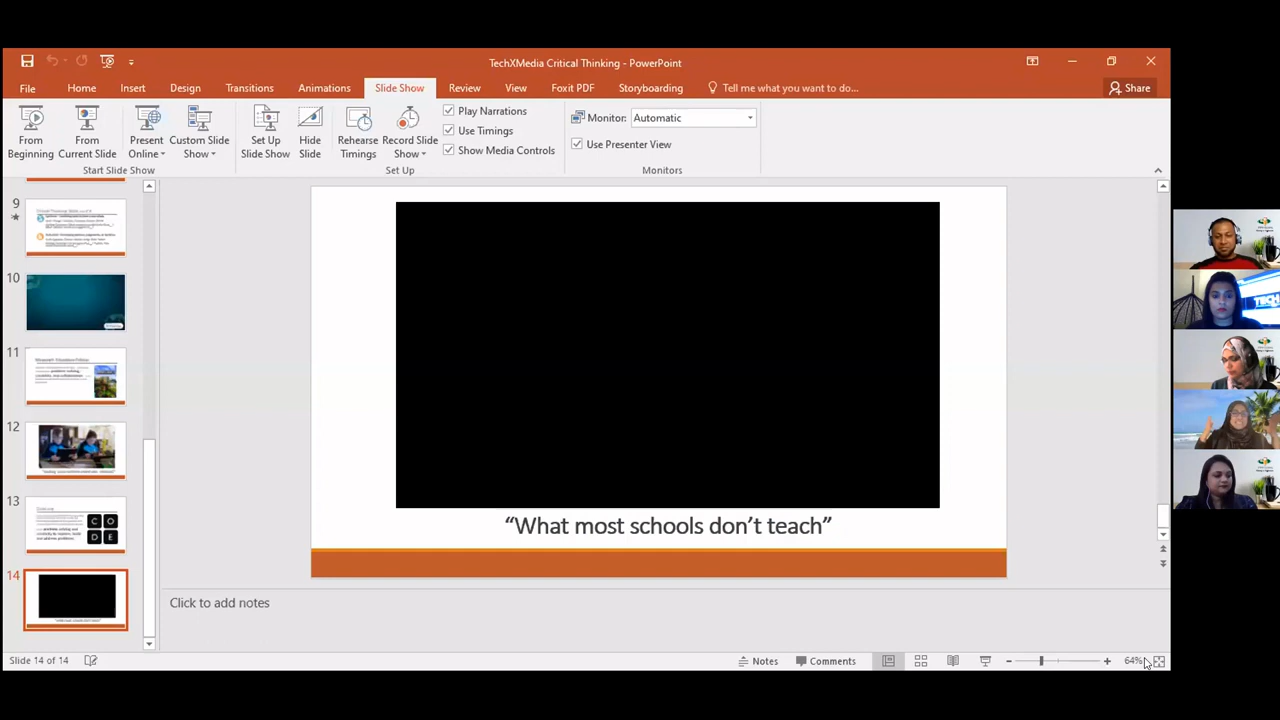 TechXMedia Critical Thinking - PowerPoint
File Home Insert Design Transitions Animations Slide Show Review View Foxit PDF Storyboarding Tell me what you want to do... Share
From Beginning
From Current Slide
Present Online
Custom Slide Show
Start Slide Show
Set Up Slide Show
Hide Slide
Rehearse Timings
Record Slide Show
Play Narrations
Use Timings
Show Media Controls
Set Up
Monitor: Automatic
Use Presenter View
Monitors
9
10
11
12
13
C O
D E
14
“What most schools don’t teach”
Click to add notes
Slide 14 of 14
Notes Comments 64%
TECH